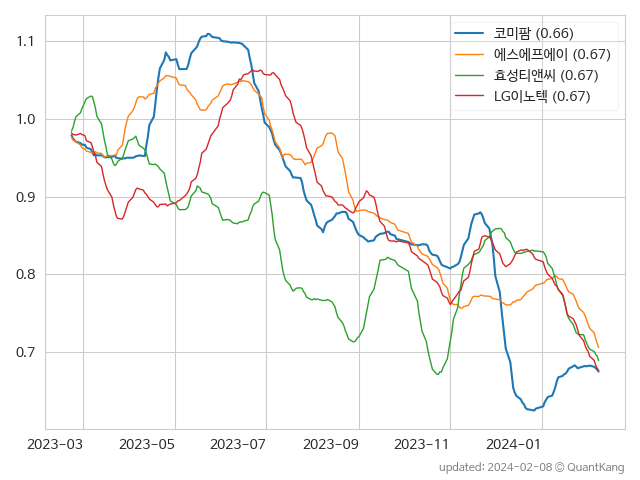 1.1
1.0
0.9
0.8
0.7
코미팜 (0.66)
에스에프에이 (0.67)
효성티앤씨 (0.67)
LG이노텍 (0.67)
2023-03 2023-05 2023-07 2023-09 2023-11 2024-01
updated: 2024-02-08 © QuantKang